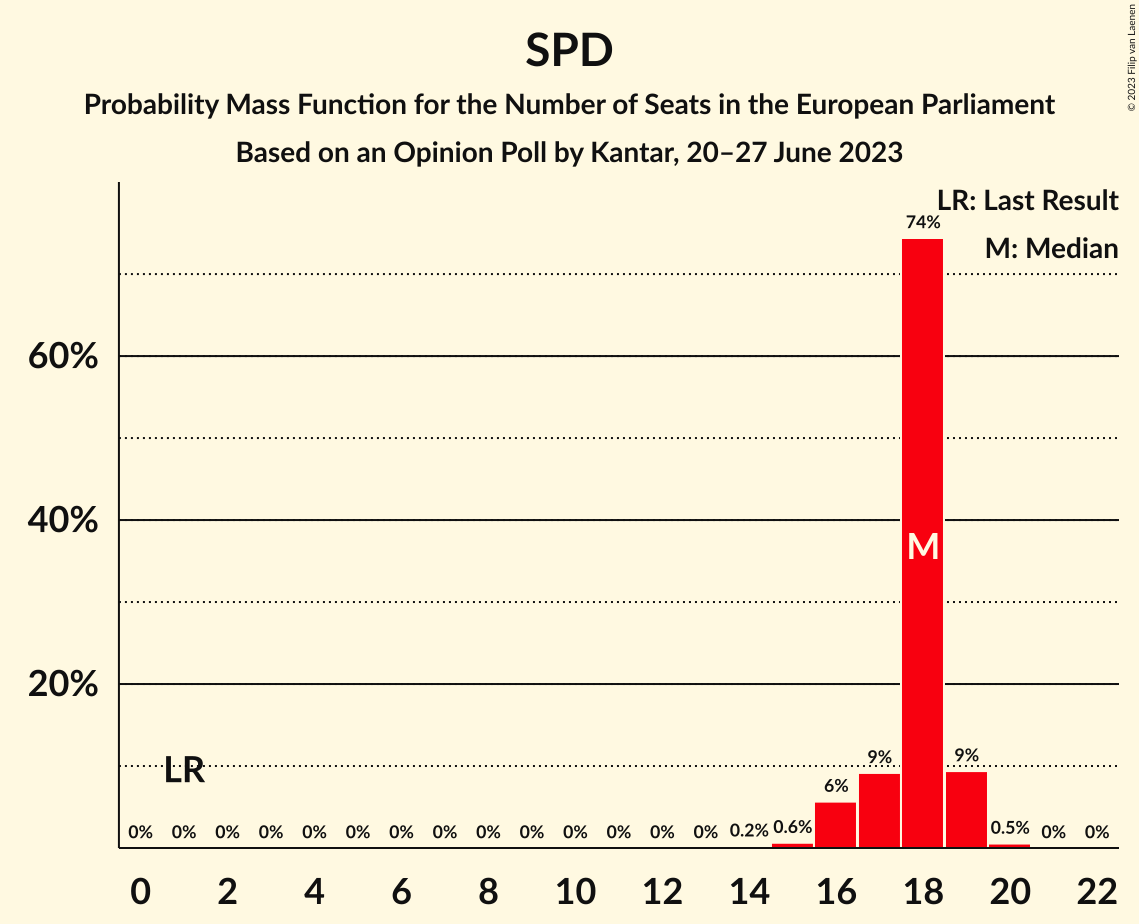 SPD
Probability Mass Function for the Number of Seats in the European Parliament
Based on an Opinion Poll by Kantar, 20–27 June 2023
© 2023 Filip van Laenen
LR: Last Result
M: Median
74%
60%
40%
M
20%
LR
0% 0% 0% 0% 0% 0% 0% 0% 0% 0% 0% 0% 0% 0% 0.2% 0.6% 6% 9% 9% 0.5% 0% 0%
0 2 4 6 8 10 12 14 16 18 20 22